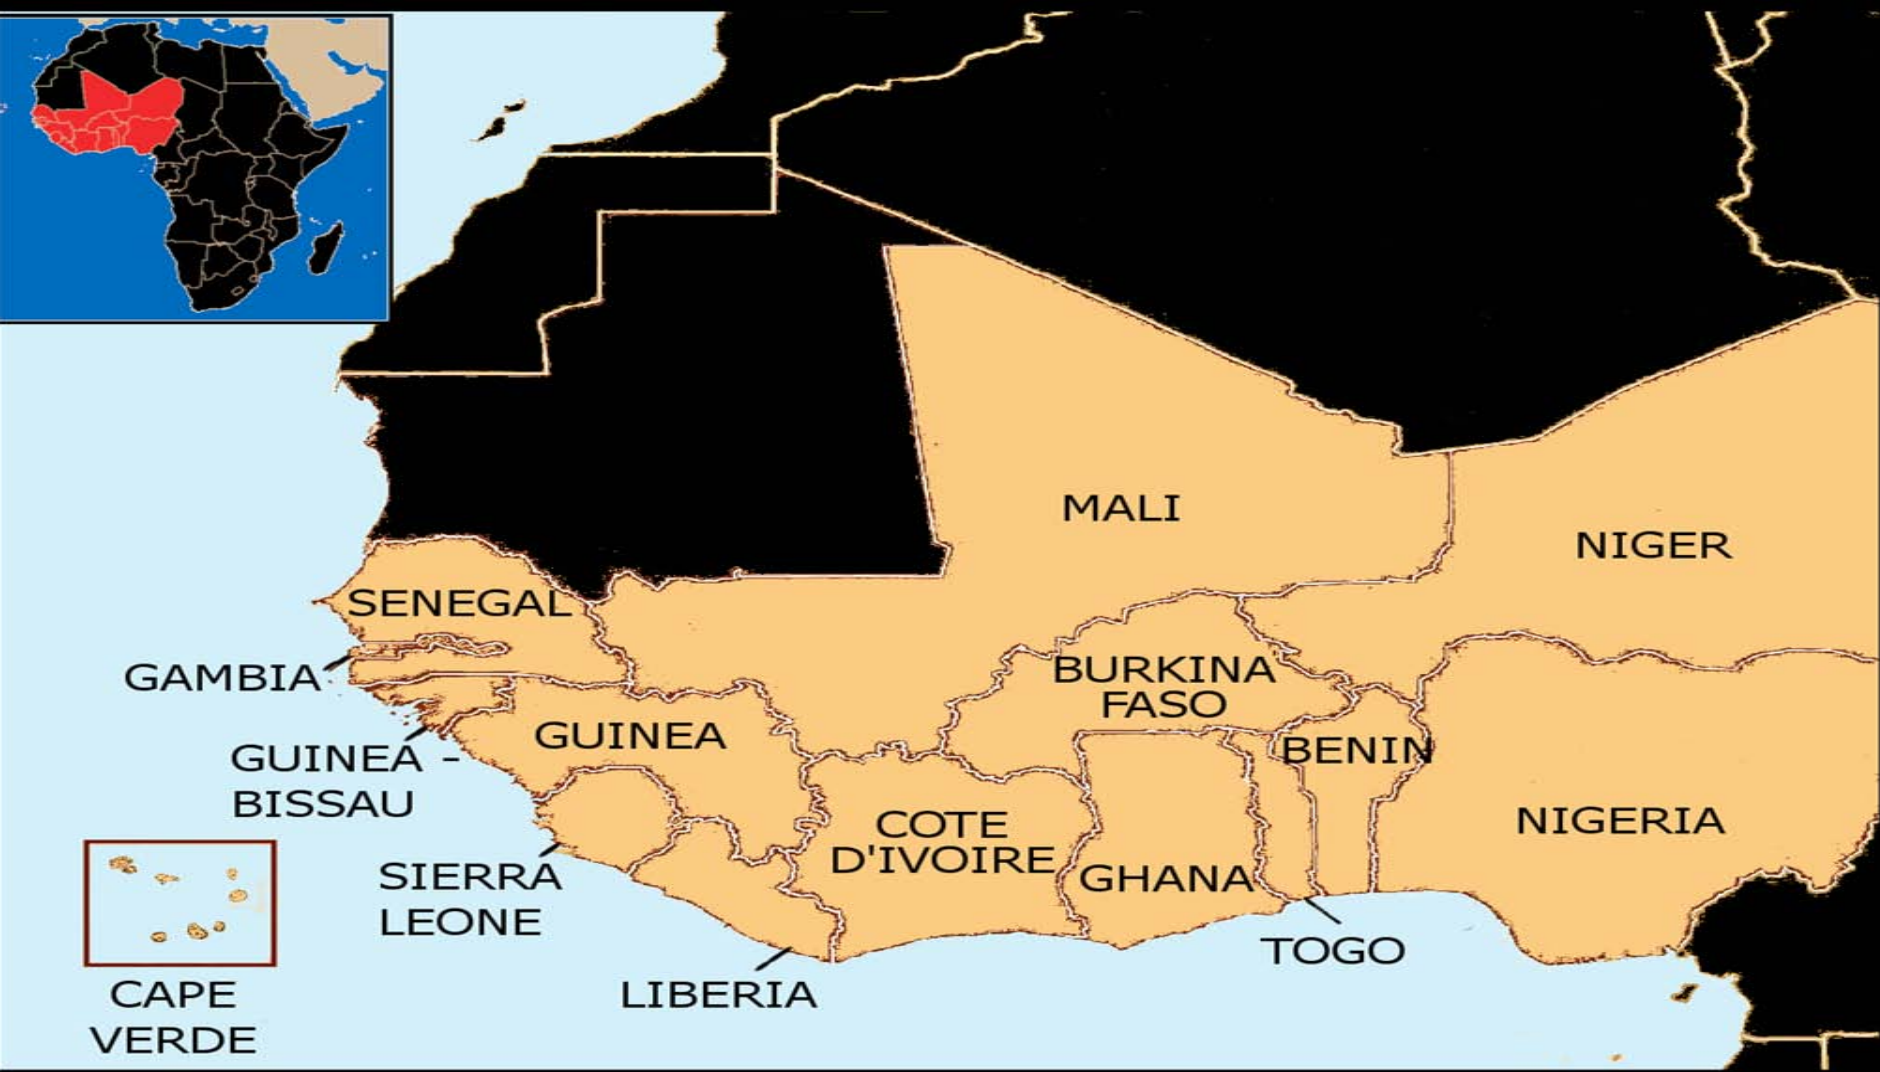 MALI
NIGER
SENEGAL
GAMBIA
BURKINA
FASO
GUINEA
GUINEA -
BISSAU
BENIN
COTE
D'IVOIRE
NIGERIA
GHANA
SIERRA
LEONE
TOGO
LIBERIA
CAPE
VERDE